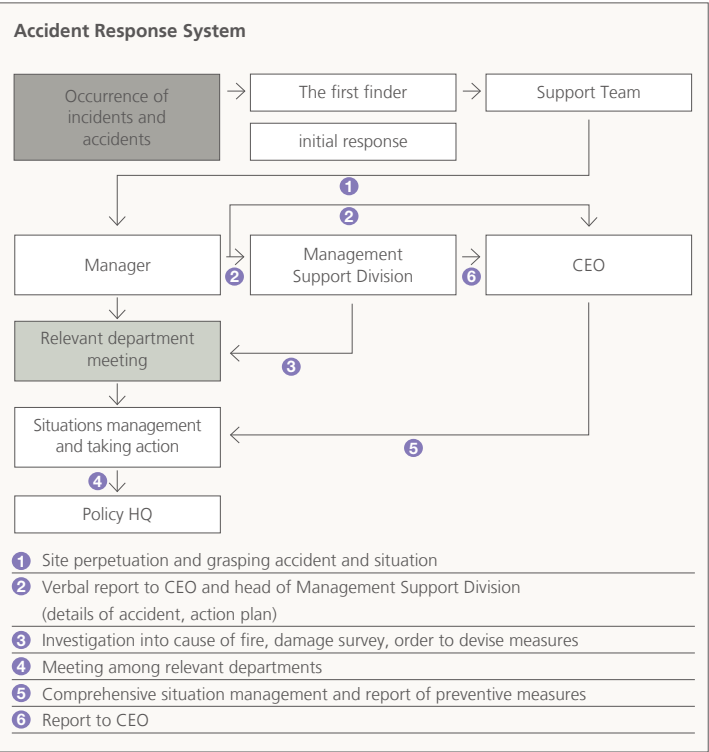 Accident Response System
Occurrence of
incidents and
accidents
The first finder
Support Team
initial response
1
2
Manager
2
Management
Support Division
6
CEO
Relevant department
meeting
3
Situations management
and taking action
5
4
Policy HQ
1 Site perpetuation and grasping accident and situation
2 Verbal report to CEO and head of Management Support Division
(details of accident, action plan)
3 Investigation into cause of fire, damage survey, order to devise measures
4 Meeting among relevant departments
5 Comprehensive situation management and report of preventive measures
6 Report to CEO